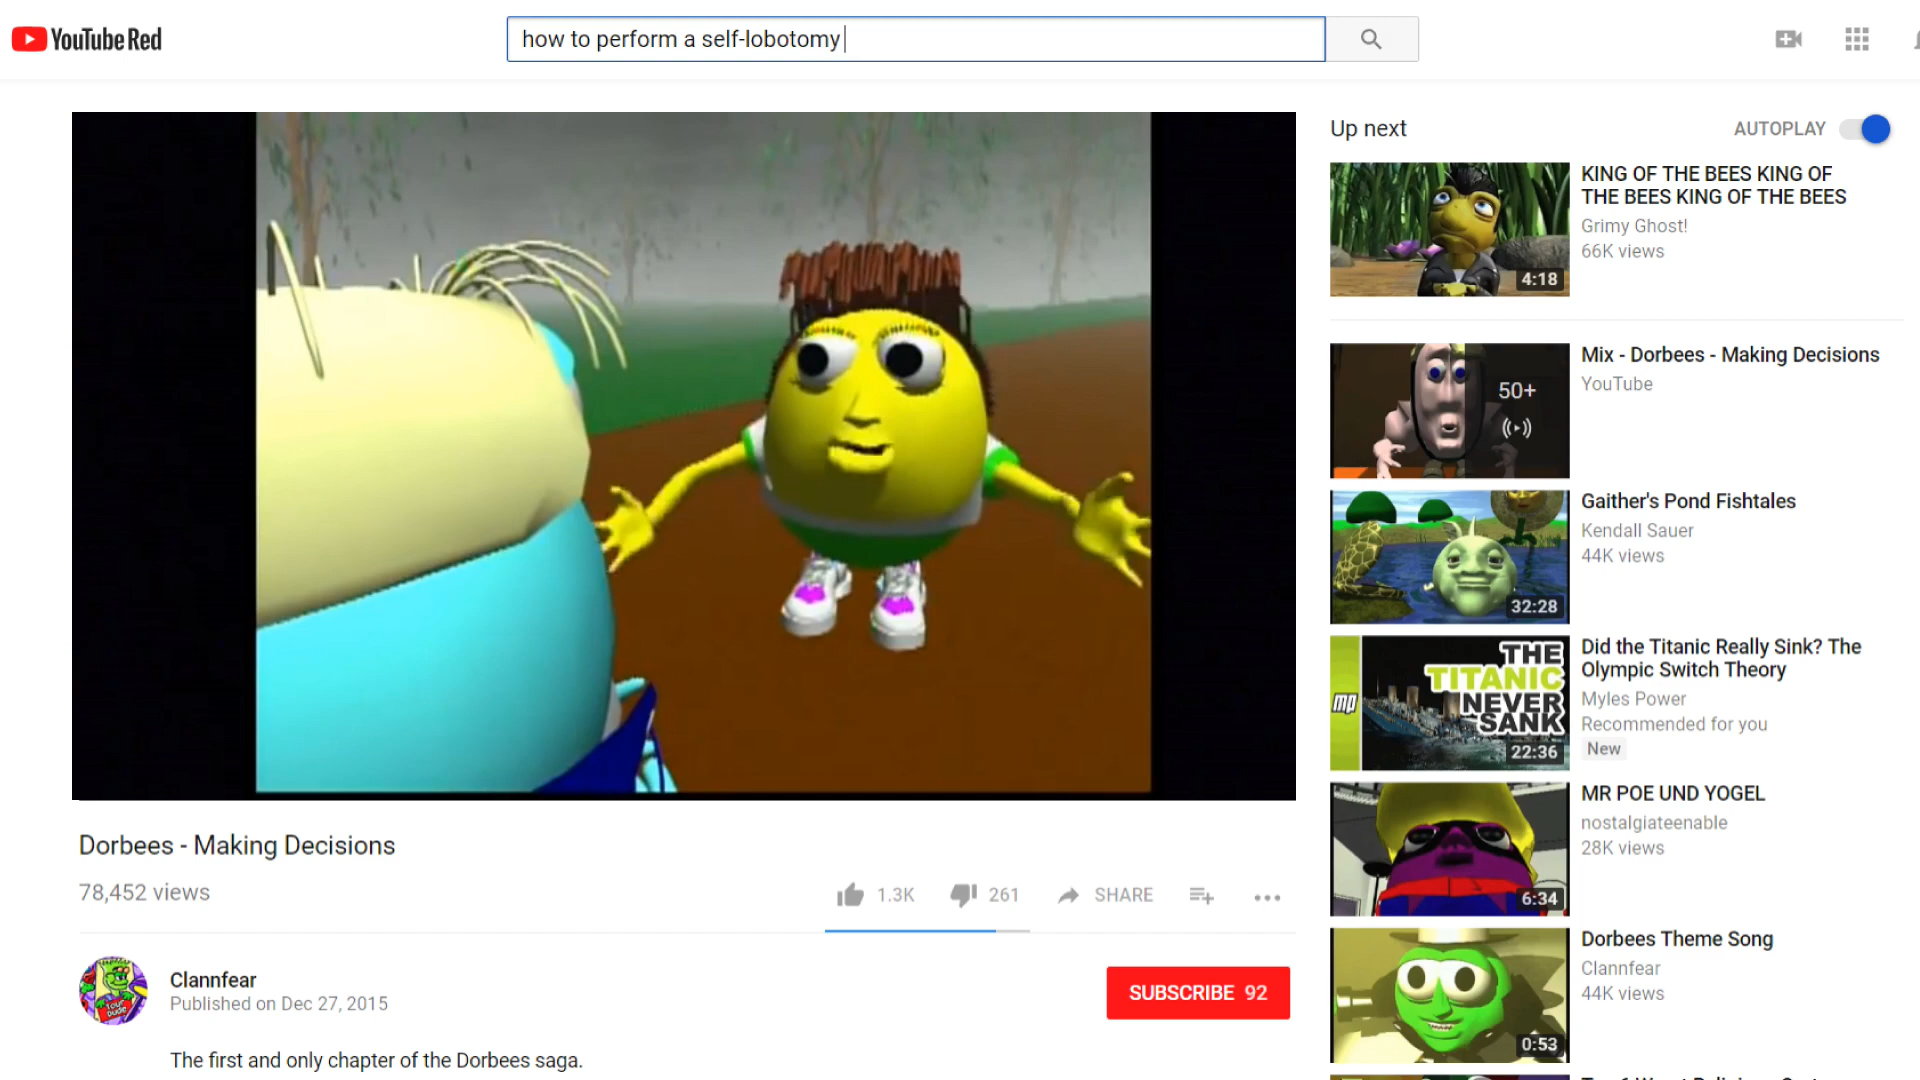 YouTube Red
how to perform a self-lobotomy
Up next
AUTOPLAY
KING OF THE BEES KING OF
THE BEES KING OF THE BEES
Grimy Ghost!
66K views
4:18
Mix - Dorbees - Making Decisions
YouTube
50+
Gaither's Pond Fishtales
Kendall Sauer
44K views
32:28
Did the Titanic Really Sink? The
Olympic Switch Theory
Myles Power
Recommended for you
New
THE
TITANIC
NEVER
SANK
mp
22:36
MR POE UND YOGEL
nostalgiateenable
28K views
6:34
Dorbees Theme Song
Clannfear
44K views
0:53
Dorbees - Making Decisions
78,452 views
1.3K
261
SHARE
Clannfear
Published on Dec 27, 2015
SUBSCRIBE 92
The first and only chapter of the Dorbees saga.